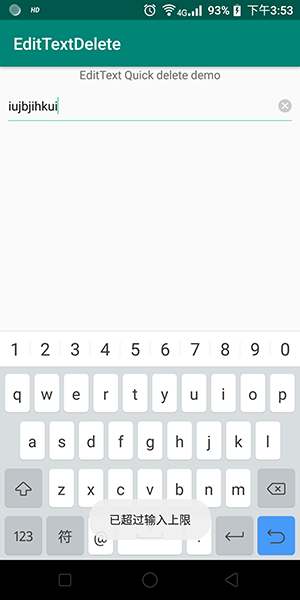 HD 4G 93% 下午3:53
EditTextDelete
EditText Quick delete demo
iujbjihkui
1 2 3 4 5 6 7 8 9 0
q w e r t y u i o p
a s d f g h j k l
z x c v b n m
已超过输入上限
123 符 @ .